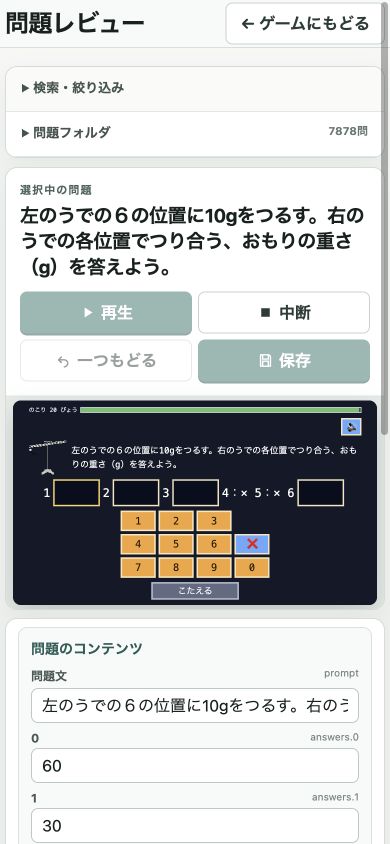 問題レビュー
← ゲームにもどる
▶ 検索・絞り込み
▶ 問題フォルダ 7878問
選択中の問題
左のうでの６の位置に10gをつるす。右の
うでの各位置でつり合う、おもりの重さ
（g）を答えよう。
▶ 再生
■ 中断
一つもどる
保存
のこり 20 びょう
左のうでの６の位置に10gをつるす。右のうでの各位置でつり合う、おも
りの重さ（g）を答えよう。
1 2 3 4：× 5：× 6
1 2 3
4 5 6 ×
7 8 9 0
こたえる
問題のコンテンツ
問題文 prompt
左のうでの６の位置に10gをつるす。右のう
0 answers.0
60
1 answers.1
30